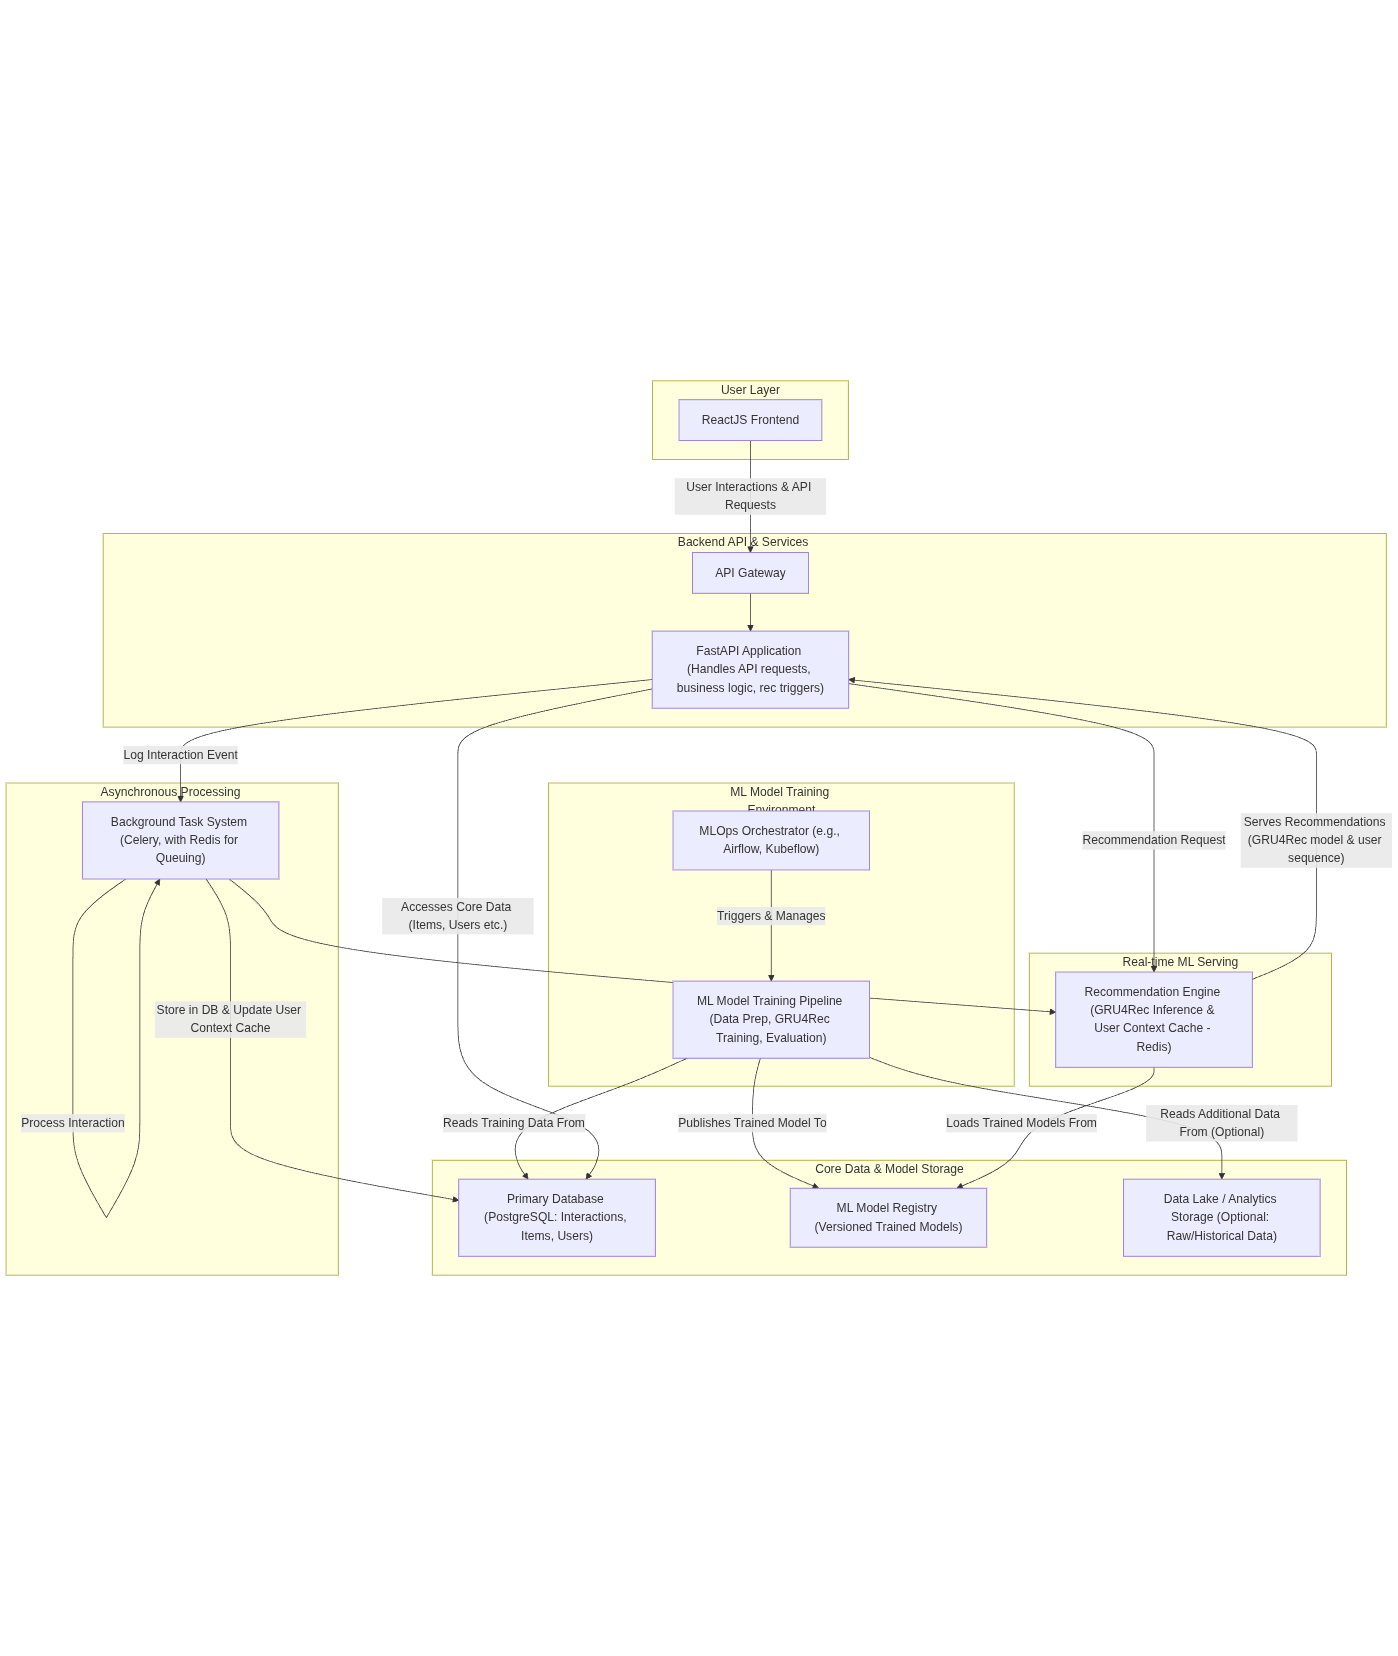 User Layer
ReactJS Frontend
User Interactions & API
Requests
Backend API & Services
API Gateway
FastAPI Application
(Handles API requests,
business logic, rec triggers)
Log Interaction Event
Asynchronous Processing
Background Task System
(Celery, with Redis for
Queuing)
ML Model Training
Environment
MLOps Orchestrator (e.g.,
Airflow, Kubeflow)
Recommendation Request
Serves Recommendations
(GRU4Rec model & user
sequence)
Accesses Core Data
(Items, Users etc.)
Triggers & Manages
Real-time ML Serving
Recommendation Engine
(GRU4Rec Inference &
User Context Cache -
Redis)
ML Model Training Pipeline
(Data Prep, GRU4Rec
Training, Evaluation)
Store in DB & Update User
Context Cache
Process Interaction
Reads Training Data From
Publishes Trained Model To
Loads Trained Models From
Reads Additional Data
From (Optional)
Core Data & Model Storage
Primary Database
(PostgreSQL: Interactions,
Items, Users)
ML Model Registry
(Versioned Trained Models)
Data Lake / Analytics
Storage (Optional:
Raw/Historical Data)